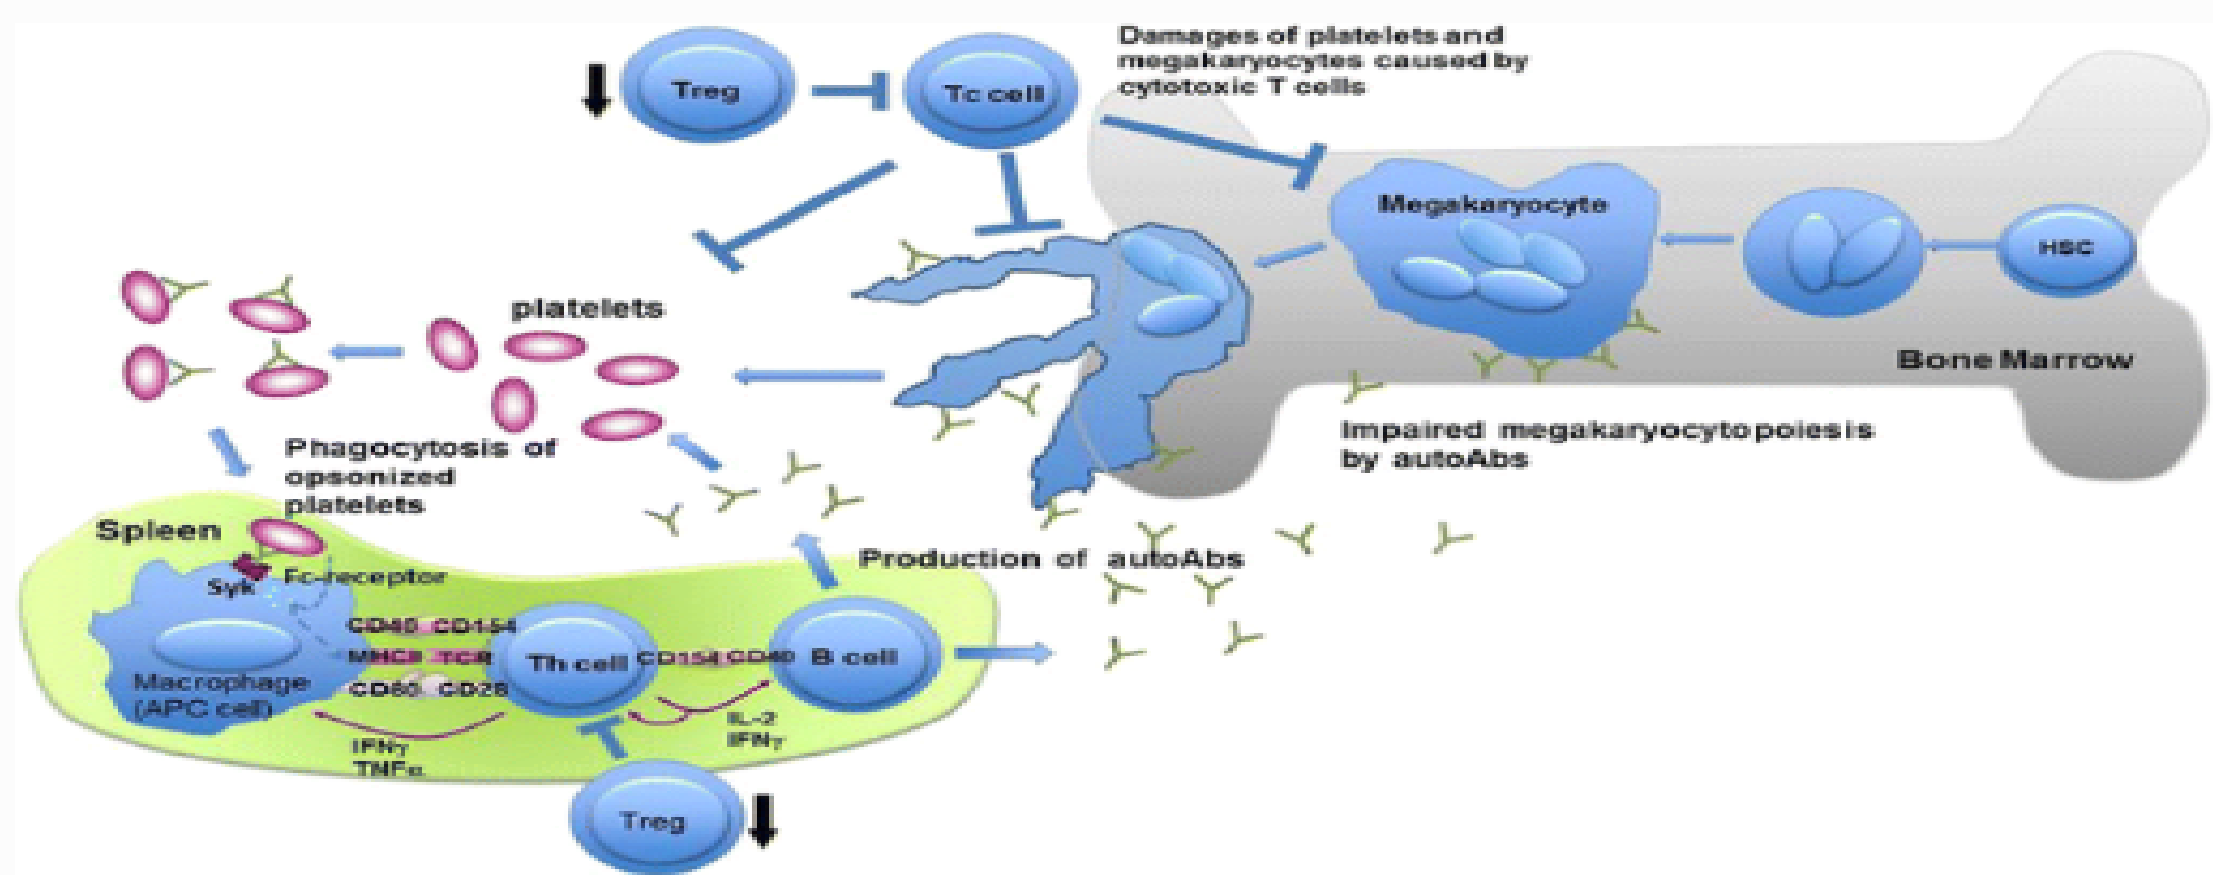 Treg
Tc cell
Damages of platelets and
megakaryocytes caused by
cytotoxic T cells
Megakaryocyte
HSC
Bone Marrow
platelets
Impaired megakaryocytopoiesis
by autoAbs
Phagocytosis of
opsonized
platelets
Spleen
Production of autoAbs
Syk
Fc-receptor
CD40 CD154
MHCII TCR
Th cell
CD154 CD40
B cell
Macrophage
(APC cell)
CD80 CD28
IL-2
IFNγ
IFNγ
TNFα
Treg